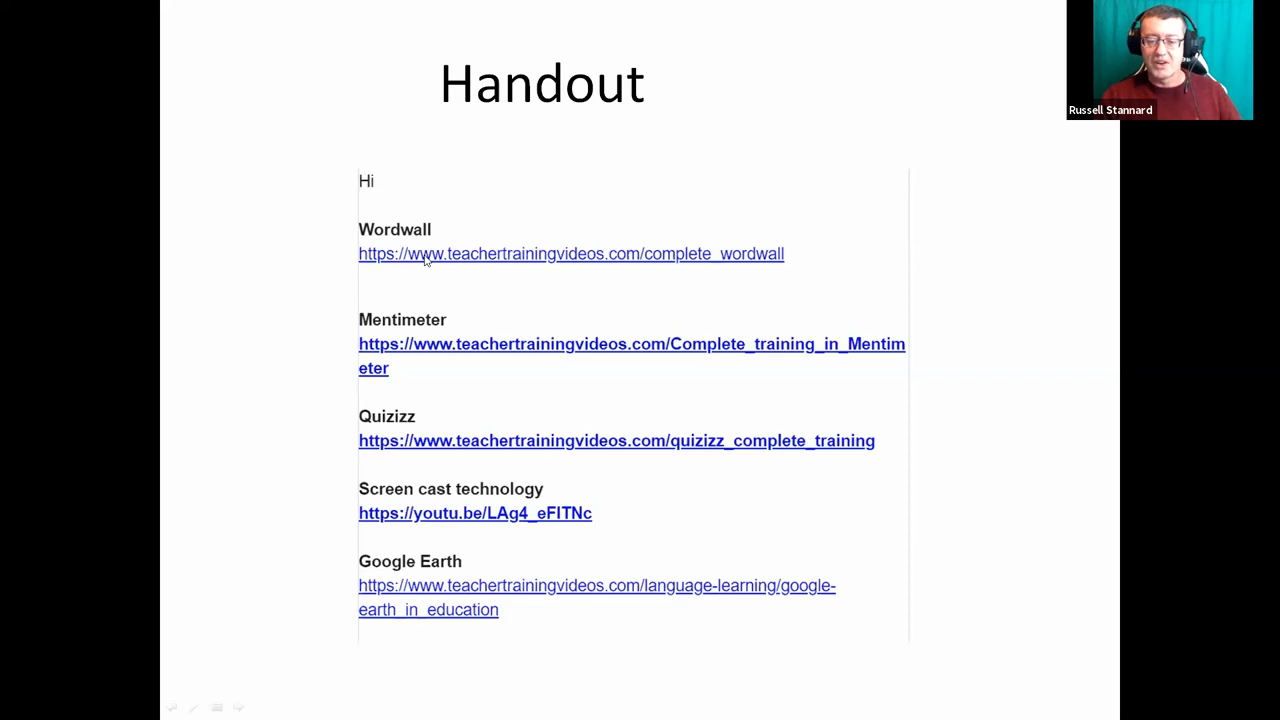 Handout
Russell Stannard
Hi
Wordwall
https://www.teachertrainingvideos.com/complete_wordwall
Mentimeter
https://www.teachertrainingvideos.com/Complete_training_in_Mentim
eter
Quizizz
https://www.teachertrainingvideos.com/quizizz_complete_training
Screen cast technology
https://youtu.be/LAg4_eFITNc
Google Earth
https://www.teachertrainingvideos.com/language-learning/google-
earth_in_education